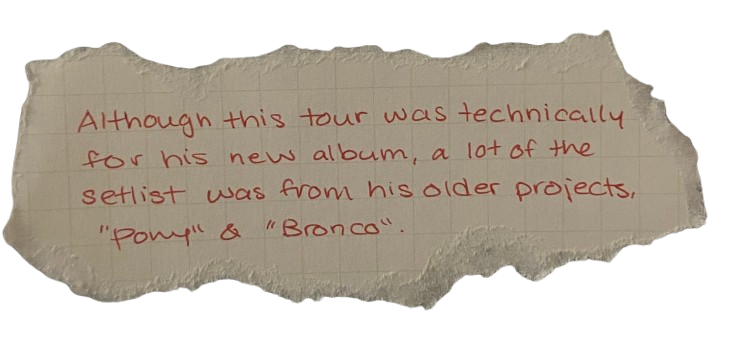 Although this tour was technically
for his new album, a lot of the
setlist was from his older projects,
"Pony" & "Bronco".